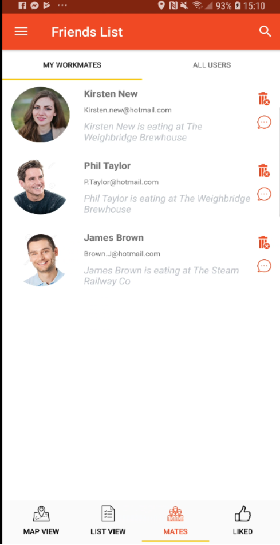 93% 15:10
Friends List
MY WORKMATES
ALL USERS
Kirsten New
Kirsten.new@hotmail.com
Kirsten New is eating at The
Weighbridge Brewhouse
Phil Taylor
P.Taylor@hotmail.com
Phil Taylor is eating at The Weighbridge
Brewhouse
James Brown
Brown.J@hotmail.com
James Brown is eating at The Steam
Railway Co
MAP VIEW
LIST VIEW
MATES
LIKED